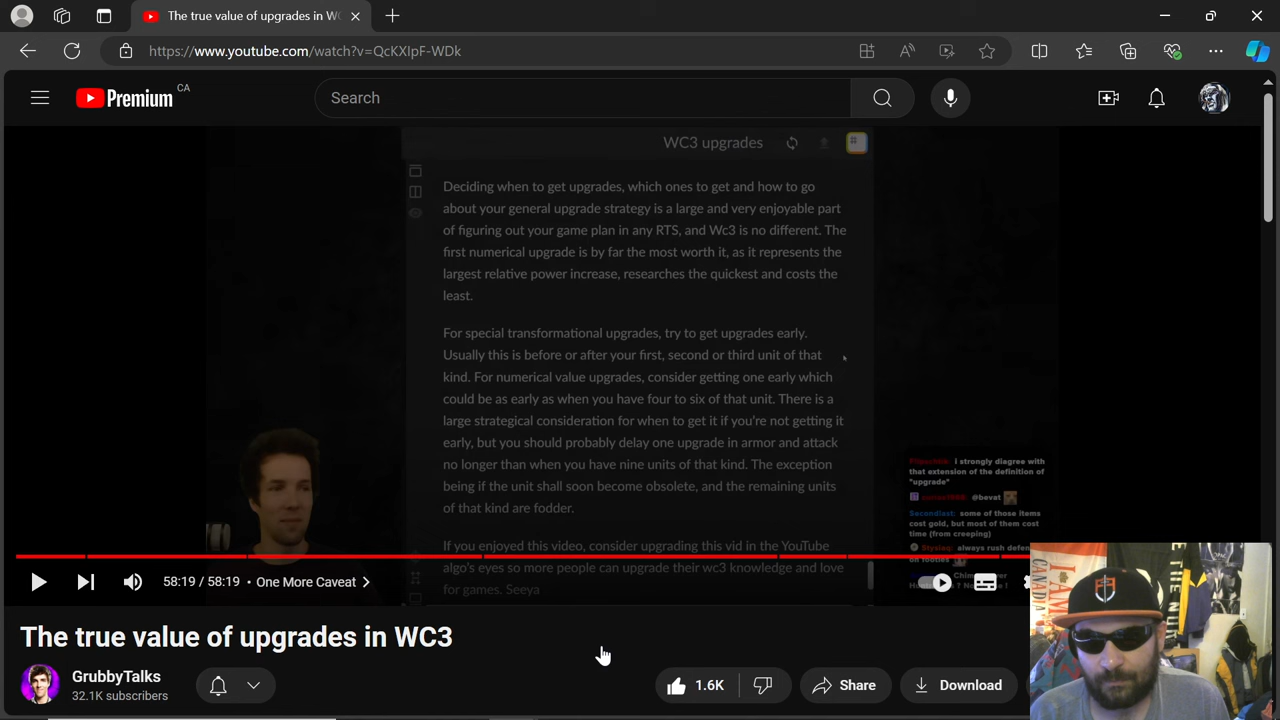 The true value of upgrades in WC
https://www.youtube.com/watch?v=QcKXIpF-WDk
Premium CA
Search
WC3 upgrades
Deciding when to get upgrades, which ones to get and how to go
about your general upgrade strategy is a large and very enjoyable part
of figuring out your game plan in any RTS, and Wc3 is no different. The
first numerical upgrade is by far the most worth it, as it represents the
largest relative power increase, researches the quickest and costs the
least.
For special transformational upgrades, try to get upgrades early.
Usually this is before or after your first, second or third unit of that
kind. For numerical value upgrades, consider getting one early which
could be as early as when you have four to six of that unit. There is a
large strategical consideration for when to get it if you're not getting it
early, but you should probably delay one upgrade in armor and attack
no longer than when you have nine units of that kind. The exception
being if the unit shall soon become obsolete, and the remaining units
of that kind are fodder.
If you enjoyed this video, consider upgrading this vid in the YouTube
algo's eyes so more people can upgrade their wc3 knowledge and love
for games. Seeya
i strongly diagree with
that extension of the definition of
"upgrade"
@bevat
Secondlast: some of those items
cost gold, but most of them cost
time (from creeping)
always rush defen
on footies
58:19 / 58:19 • One More Caveat
The true value of upgrades in WC3
GrubbyTalks
32.1K subscribers
1.6K
Share
Download
I AM
CANADIA